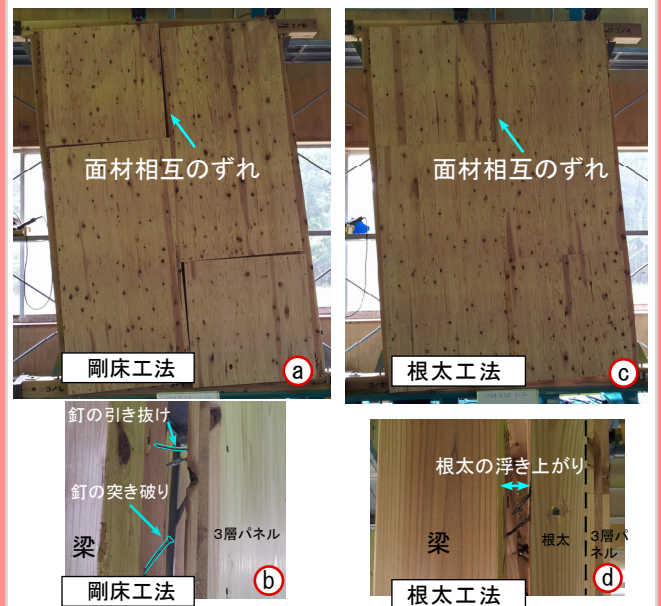 面材相互のずれ
剛床工法
a
面材相互のずれ
根太工法
c
釘の引き抜け
釘の突き破り
梁
3層パネル
剛床工法
b
根太の浮き上がり
梁
根太
3層パ
ネル
根太工法
d